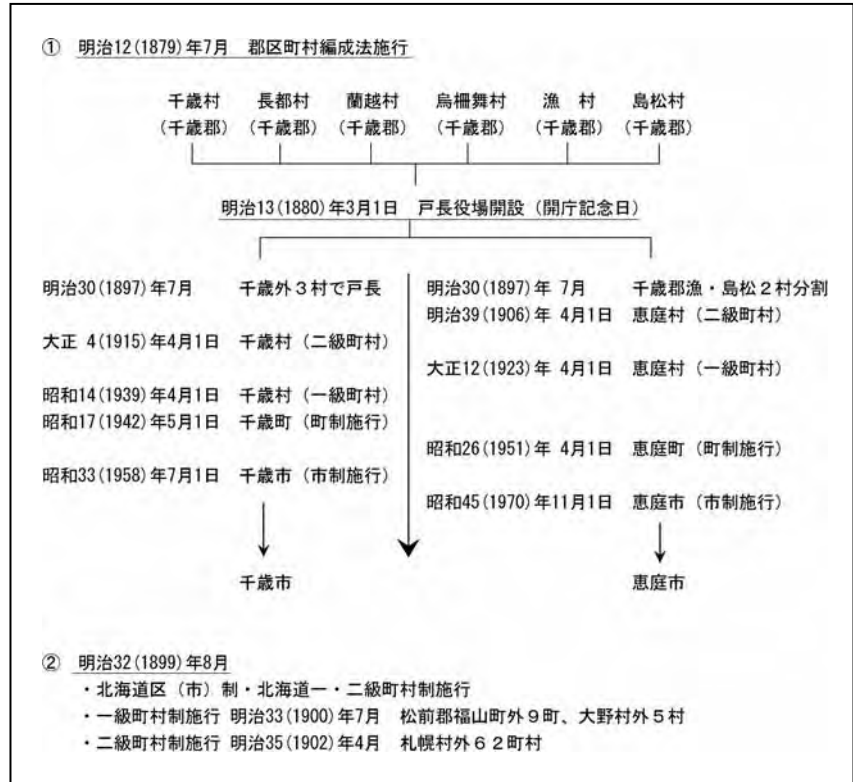 ① 明治12(1879)年7月 郡区町村編成法施行
千歳村 長都村 蘭越村 烏柵舞村 漁 村 島松村
(千歳郡) (千歳郡) (千歳郡) (千歳郡) (千歳郡) (千歳郡)
明治13(1880)年3月1日 戸長役場開設(開庁記念日)
明治30(1897)年7月 千歳外3村で戸長
大正 4(1915)年4月1日 千歳村(二級町村)
昭和14(1939)年4月1日 千歳村(一級町村)
昭和17(1942)年5月1日 千歳町(町制施行)
昭和33(1958)年7月1日 千歳市(市制施行)
千歳市
明治30(1897)年 7月 千歳郡漁・島松2村分割
明治39(1906)年 4月1日 恵庭村(二級町村)
大正12(1923)年 4月1日 恵庭村(一級町村)
昭和26(1951)年 4月1日 恵庭町(町制施行)
昭和45(1970)年11月1日 恵庭市(市制施行)
恵庭市
② 明治32(1899)年8月
・北海道区(市)制・北海道一・二級町村制施行
・一級町村制施行 明治33(1900)年7月 松前郡福山町外9町、大野村外5村
・二級町村制施行 明治35(1902)年4月 札幌村外62町村